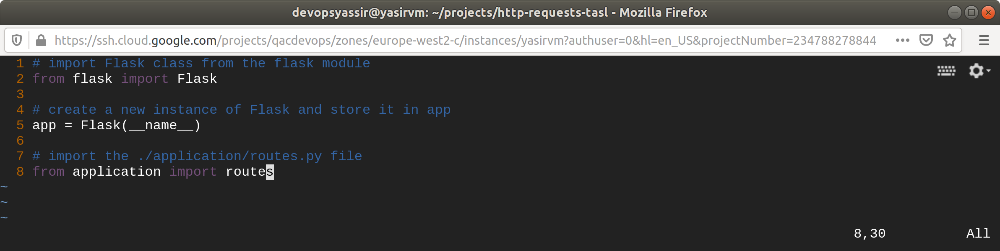 devopsyassir@yasirvm: ~/projects/http-requests-tasl - Mozilla Firefox
https://ssh.cloud.google.com/projects/qacdevops/zones/europe-west2-c/instances/yasirvm?authuser=0&hl=en_US&projectNumber=234788278844
1 # import Flask class from the flask module
2 from flask import Flask
3
4 # create a new instance of Flask and store it in app
5 app = Flask(__name__)
6
7 # import the ./application/routes.py file
8 from application import routes
~
~
~
8,30 All